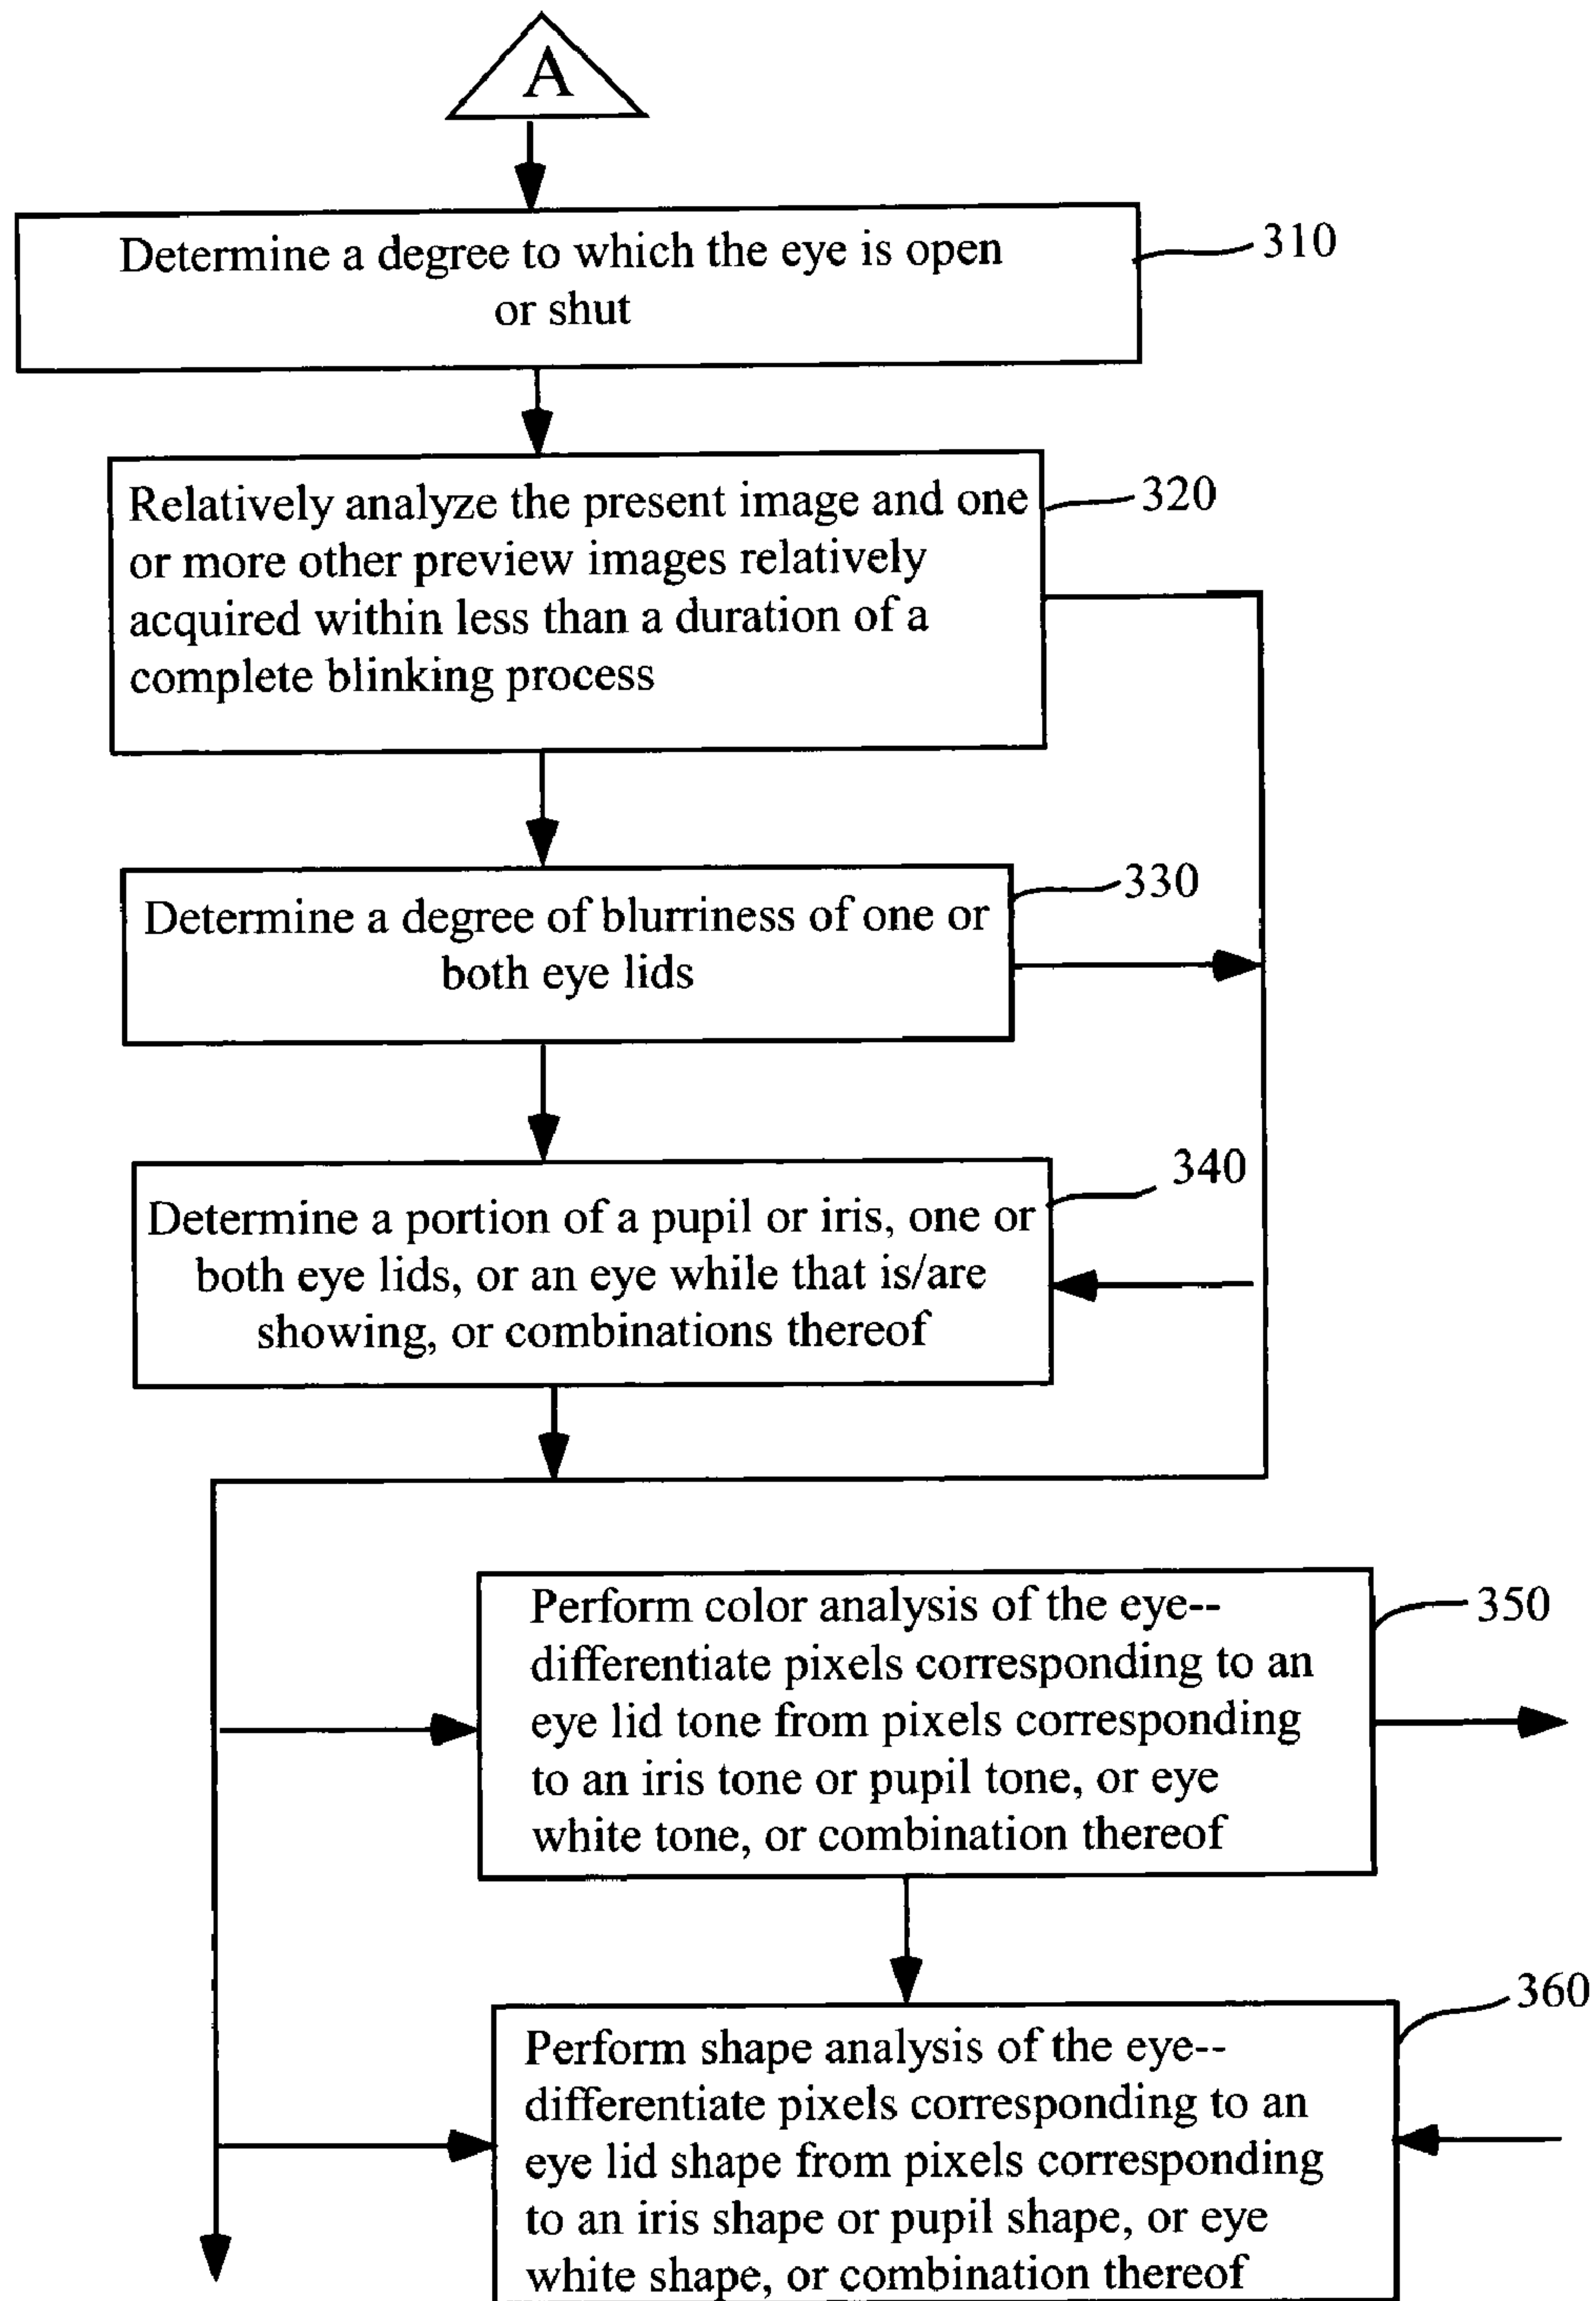 A
Determine a degree to which the eye is open
or shut
310
Relatively analyze the present image and one
or more other preview images relatively
acquired within less than a duration of a
complete blinking process
320
Determine a degree of blurriness of one or
both eye lids
330
Determine a portion of a pupil or iris, one or
both eye lids, or an eye while that is/are
showing, or combinations thereof
340
Perform color analysis of the eye--
differentiate pixels corresponding to an
eye lid tone from pixels corresponding
to an iris tone or pupil tone, or eye
white tone, or combination thereof
350
Perform shape analysis of the eye--
differentiate pixels corresponding to an
eye lid shape from pixels corresponding
to an iris shape or pupil shape, or eye
white shape, or combination thereof
360